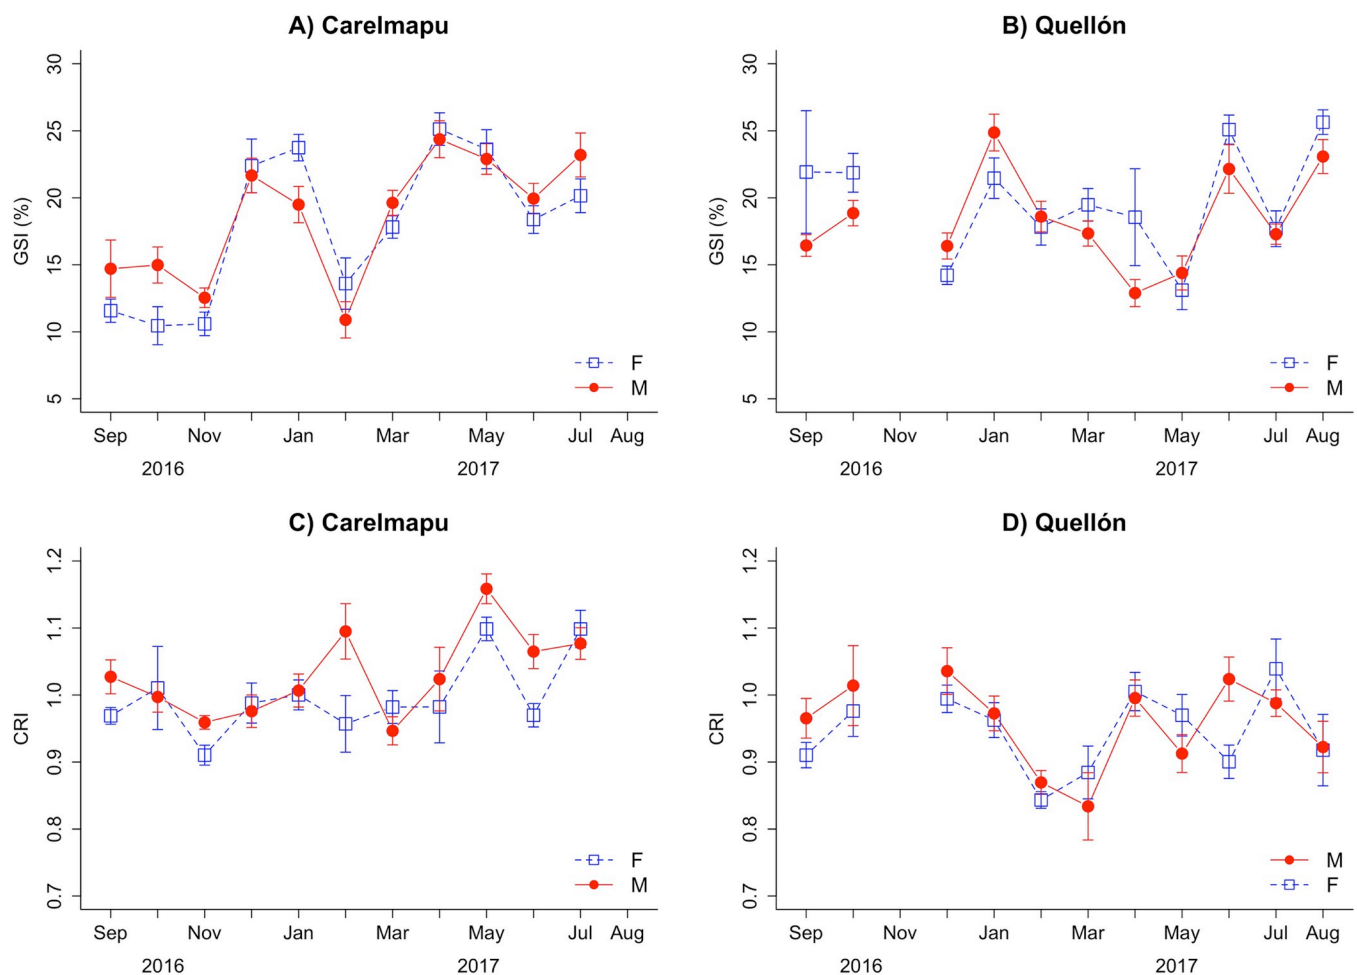 A) Carelmapu
GSI (%)
30
25
20
15
10
5
F
M
Sep Nov Jan Mar May Jul Aug
2016 2017
B) Quellón
GSI (%)
30
25
20
15
10
5
F
M
Sep Nov Jan Mar May Jul Aug
2016 2017
C) Carelmapu
CRI
1.2
1.1
1.0
0.9
0.8
0.7
F
M
Sep Nov Jan Mar May Jul Aug
2016 2017
D) Quellón
CRI
1.2
1.1
1.0
0.9
0.8
0.7
M
F
Sep Nov Jan Mar May Jul Aug
2016 2017